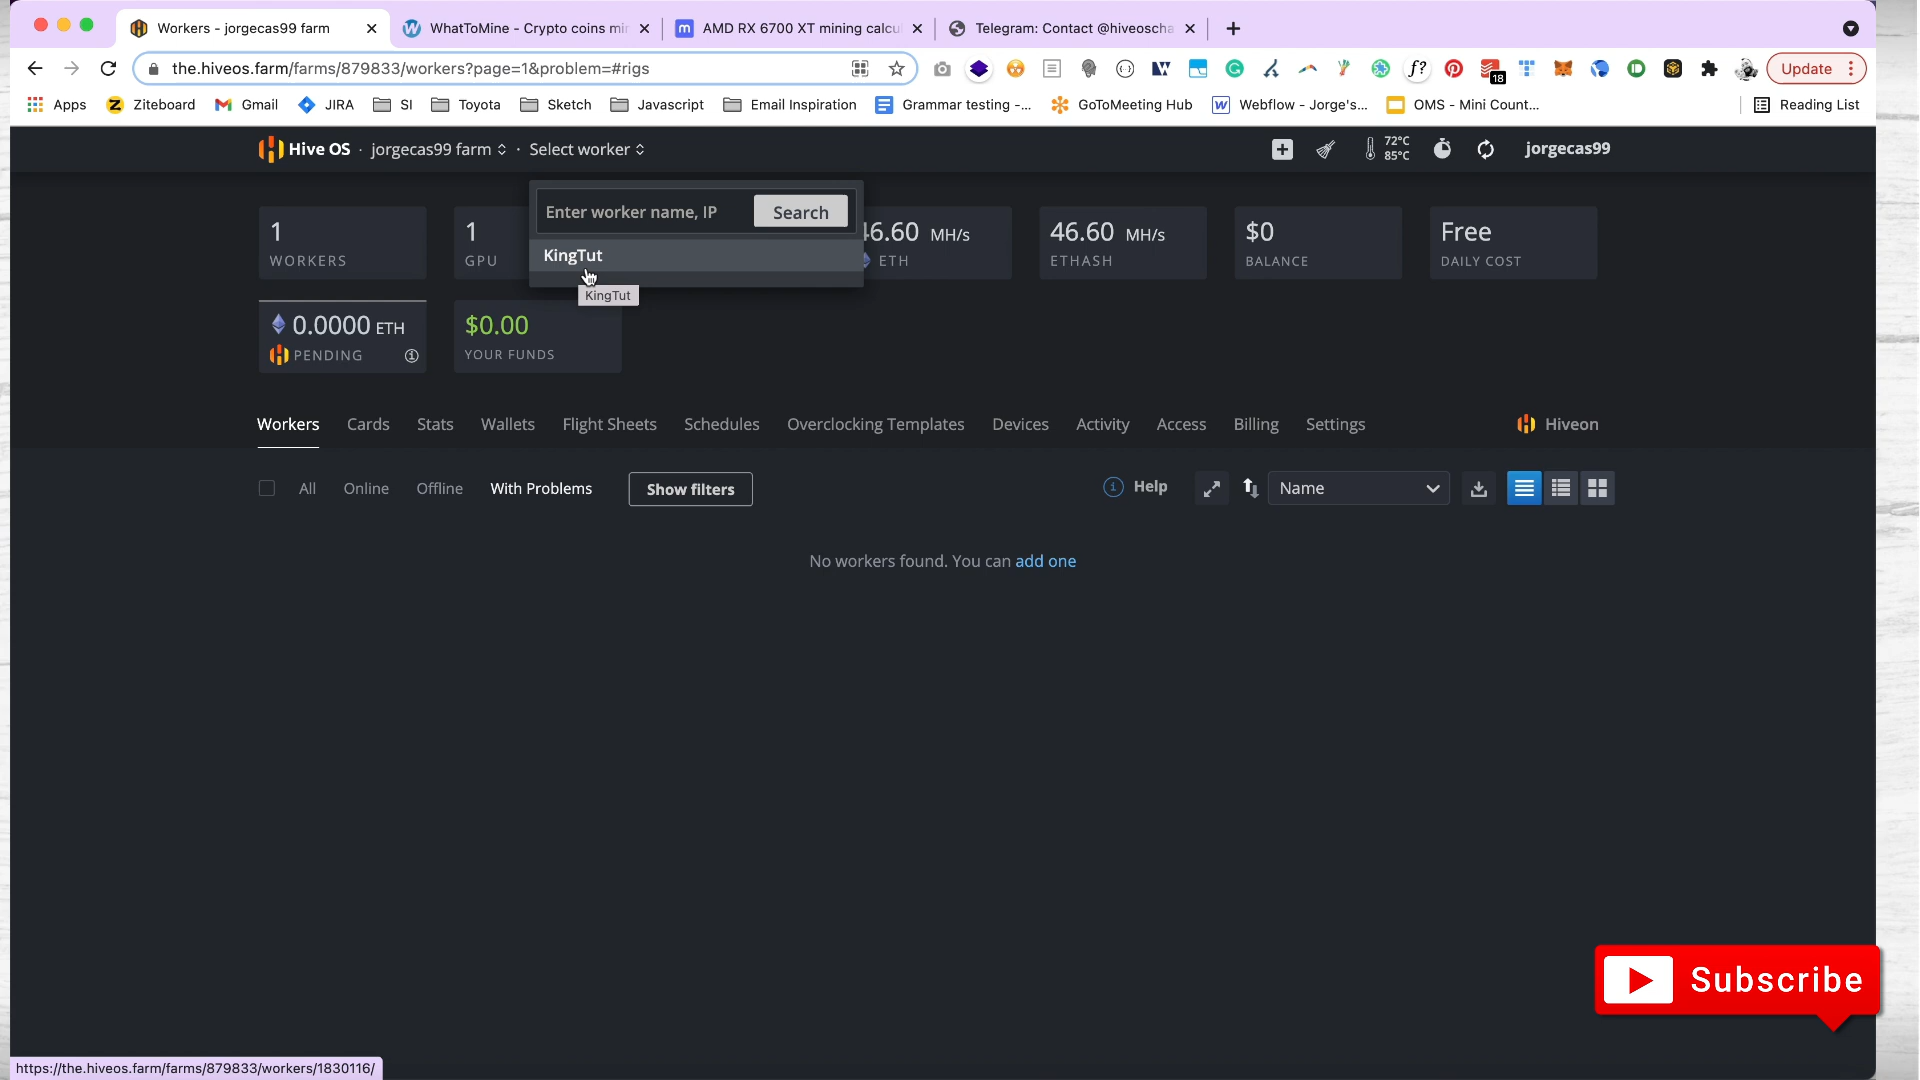 Workers - jorgecas99 farm
WhatToMine - Crypto coins mi
AMD RX 6700 XT mining calcu
Telegram: Contact @hiveoscha
the.hiveos.farm/farms/879833/workers?page=1&problem=#rigs
18
Update
Apps
Ziteboard
Gmail
JIRA
SI
Toyota
Sketch
Javascript
Email Inspiration
Grammar testing -...
GoToMeeting Hub
Webflow - Jorge's...
OMS - Mini Count...
Reading List
Hive OS · jorgecas99 farm · Select worker
72°C
85°C
jorgecas99
Enter worker name, IP
Search
KingTut
KingTut
1
WORKERS
1
GPU
46.60 MH/s
ETH
46.60 MH/s
ETHASH
$0
BALANCE
Free
DAILY COST
0.0000 ETH
PENDING
$0.00
YOUR FUNDS
Workers
Cards
Stats
Wallets
Flight Sheets
Schedules
Overclocking Templates
Devices
Activity
Access
Billing
Settings
Hiveon
All
Online
Offline
With Problems
Show filters
Help
Name
No workers found. You can add one
Subscribe
https://the.hiveos.farm/farms/879833/workers/1830116/